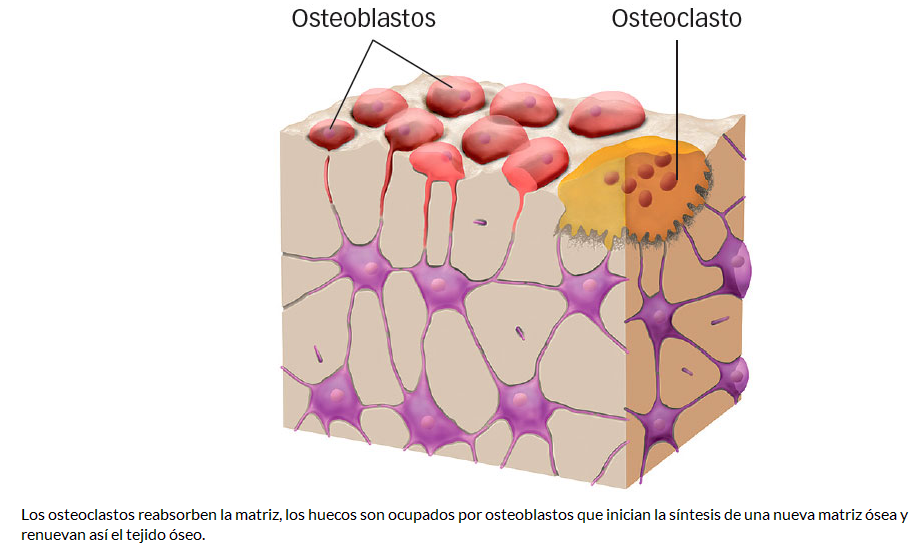 Osteoblastos
Osteoclasto
Los osteoclastos reabsorben la matriz, los huecos son ocupados por osteoblastos que inician la síntesis de una nueva matriz ósea y
renuevan así el tejido óseo.